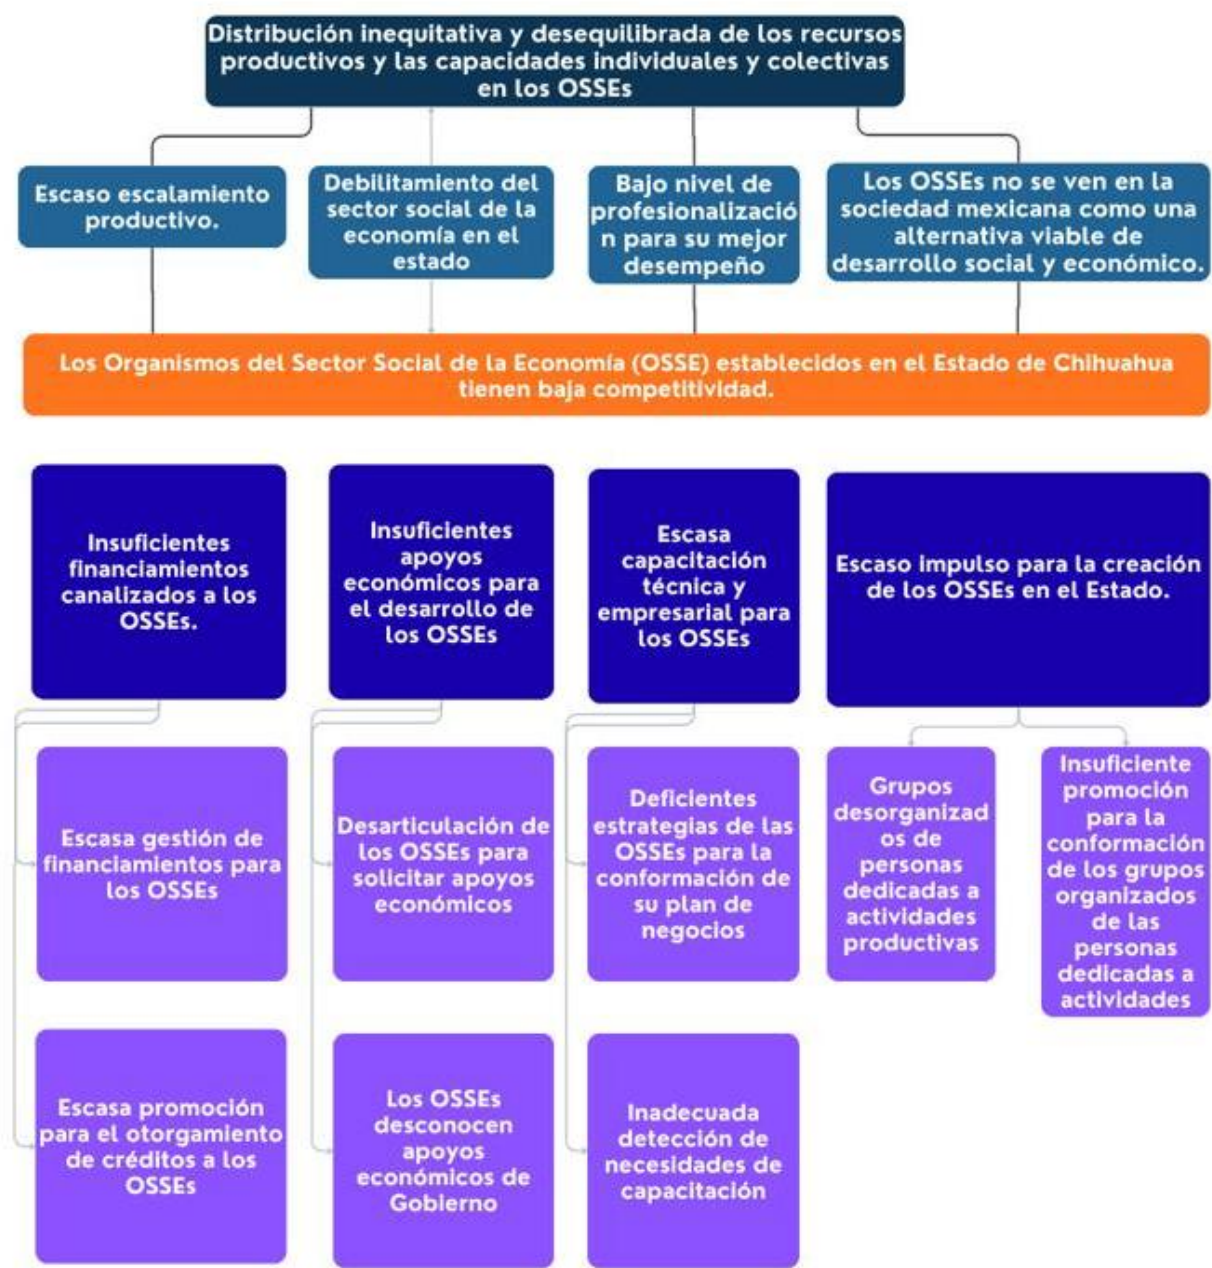 Distribución inequitativa y desequilibrada de los recursos
productivos y las capacidades individuales y colectivas
en los OSSEs
Escaso escalamiento
productivo.
Debilitamiento del
sector social de la
economía en el
estado
Bajo nivel de
profesionalizació
n para su mejor
desempeño
Los OSSEs no se ven en la
sociedad mexicana como una
alternativa viable de
desarrollo social y económico.
Los Organismos del Sector Social de la Economía (OSSE) establecidos en el Estado de Chihuahua
tienen baja competitividad.
Insuficientes
financiamientos
canalizados a los
OSSEs.
Insuficientes
apoyos
económicos para
el desarrollo de
los OSSEs
Escasa
capacitación
técnica y
empresarial para
los OSSEs
Escaso impulso para la creación
de los OSSEs en el Estado.
Escasa gestión de
financiamientos para
los OSSEs
Desarticulación de
los OSSEs para
solicitar apoyos
económicos
Deficientes
estrategias de las
OSSEs para la
conformación de
su plan de
negocios
Grupos
desorganizad
os de
personas
dedicadas a
actividades
productivas
Insuficiente
promoción
para la
conformación
de los grupos
organizados
de las
personas
dedicadas a
actividades
Escasa promoción
para el otorgamiento
de créditos a los
OSSEs
Los OSSEs
desconocen
apoyos
económicos de
Gobierno
Inadecuada
detección de
necesidades de
capacitación